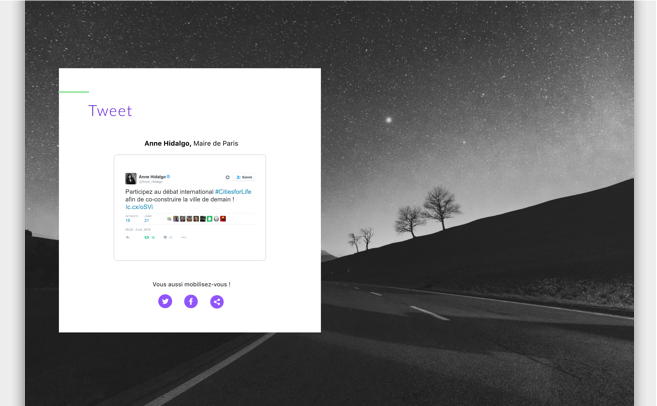 Tweet
Anne Hidalgo, Maire de Paris
Anne Hidalgo
@Anne_Hidalgo
Suivre
Participez au débat international #CitiesforLife
afin de co-construire la ville de demain !
lc.cx/oSVi
RETWEETS J'AIME
19 21
Vous aussi mobilisez-vous !